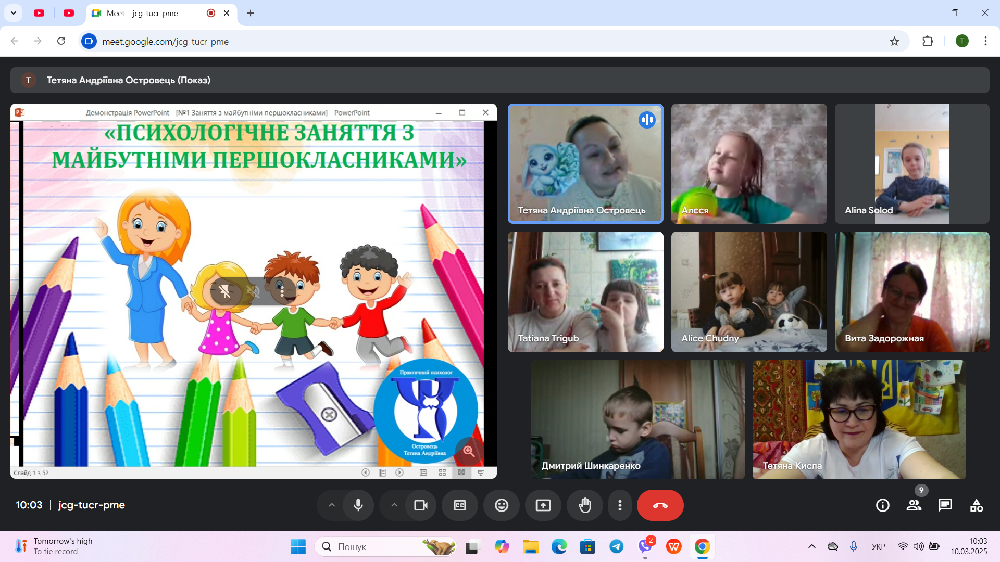 Meet – jcg-tucr-pme
meet.google.com/jcg-tucr-pme
T
T
Тетяна Андріївна Островець (Показ)
Демонстрація PowerPoint - [№1 Заняття з майбутніми першокласниками] - PowerPoint
«ПСИХОЛОГІЧНЕ ЗАНЯТТЯ З
МАЙБУТНІМИ ПЕРШОКЛАСНИКАМИ»
Практичний психолог
Островець
Тетяна Андріївна
Слайд 1 з 52
Тетяна Андріївна Островець
Алєся
Alina Solod
Tatiana Trigub
Alice Chudny
Вита Задорожная
Дмитрий Шинкаренко
Тетяна Кисла
10:03
jcg-tucr-pme
CC
9
Tomorrow's high
To tie record
Пошук
2
W
УКР
10:03
10.03.2025